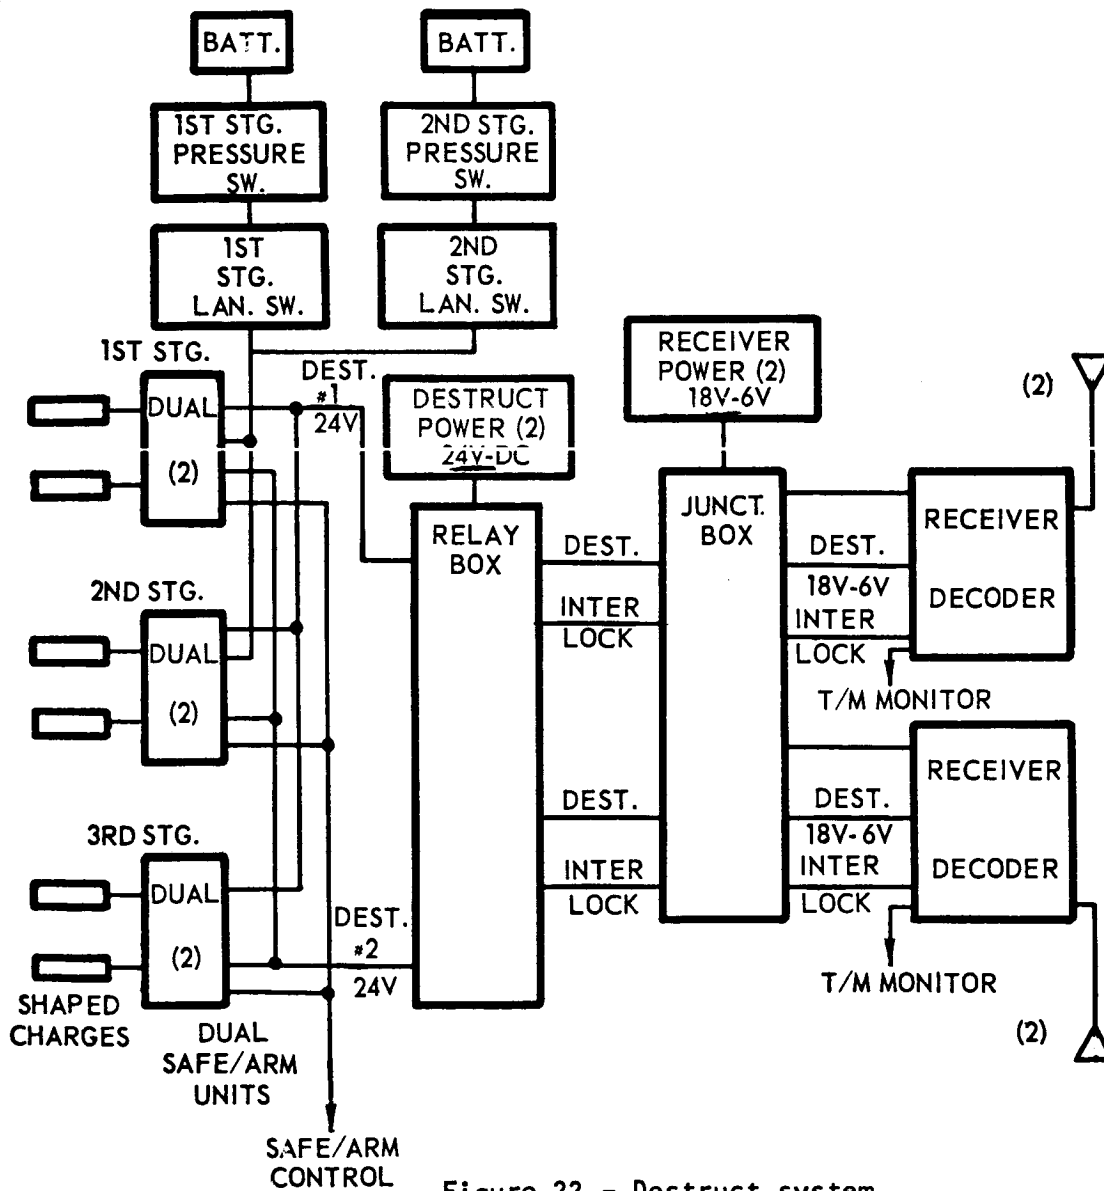 BATT.
BATT.
1ST STG.
PRESSURE
SW.
2ND STG.
PRESSURE
SW.
1ST
STG.
LAN. SW.
2ND
STG.
LAN. SW.
1ST STG.
DUAL
(2)
DEST.
#1
24V
DESTRUCT
POWER (2)
24V-DC
RECEIVER
POWER (2)
18V-6V
(2)
RELAY
BOX
JUNCT.
BOX
RECEIVER
DECODER
DEST.
INTER
LOCK
DEST.
18V-6V
INTER
LOCK
T/M MONITOR
2ND STG.
DUAL
(2)
DEST.
INTER
LOCK
DEST.
18V-6V
INTER
LOCK
RECEIVER
DECODER
T/M MONITOR
(2)
3RD STG.
DUAL
(2)
DEST.
#2
24V
SHAPED
CHARGES
DUAL
SAFE/ARM
UNITS
SAFE/ARM
CONTROL
Figure 22 - Destruct system